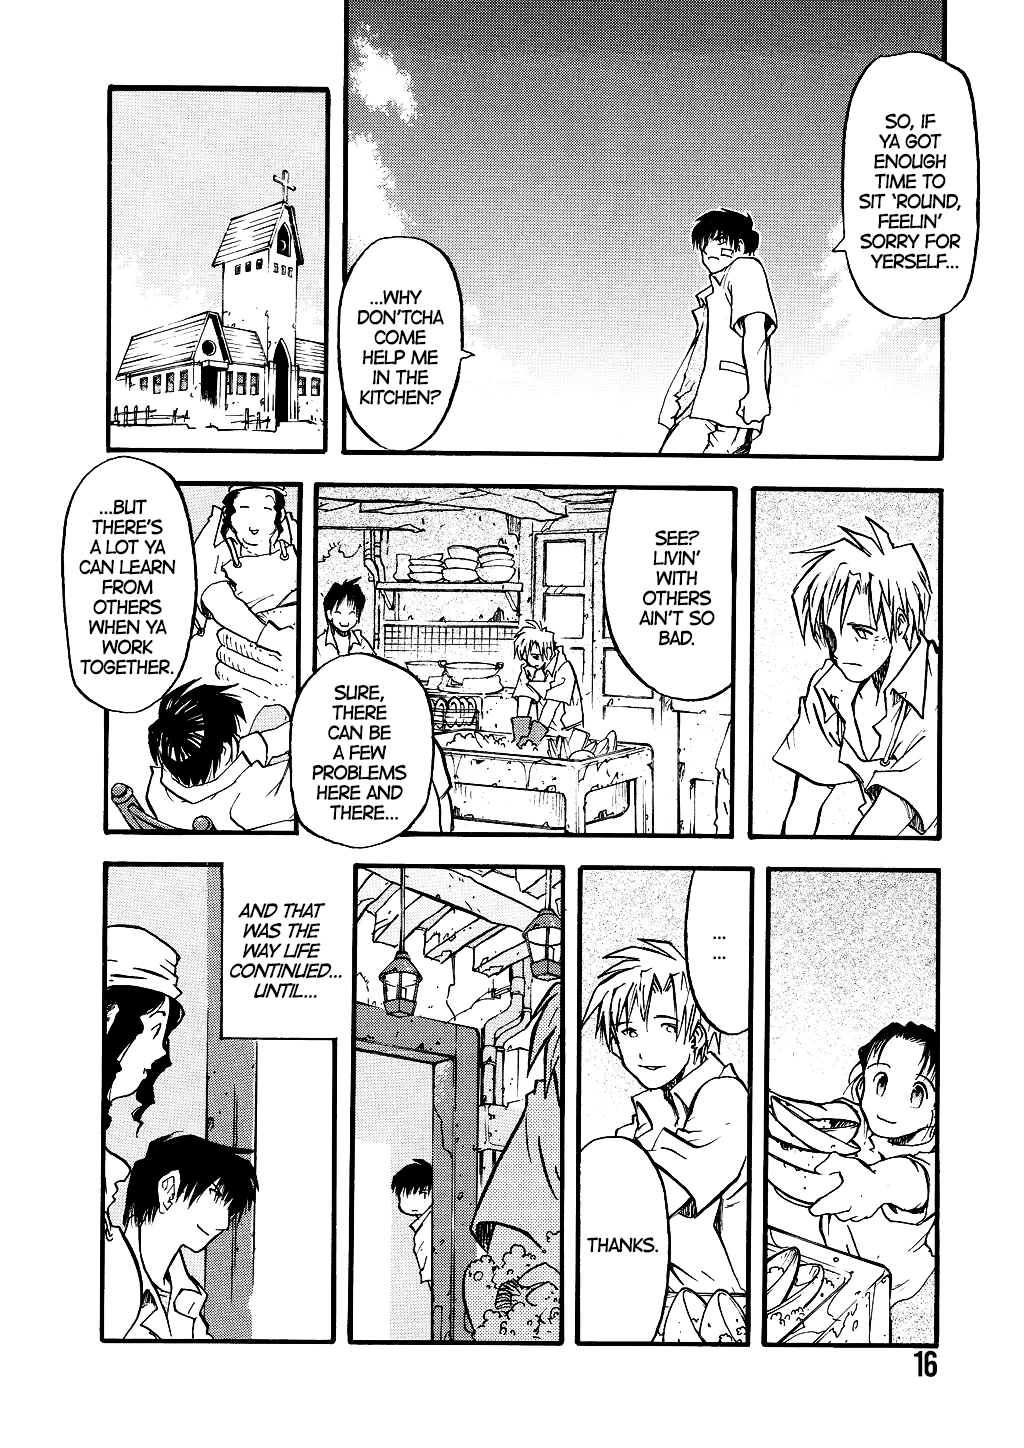 SO, IF
YA GOT
ENOUGH
TIME TO
SIT 'ROUND,
FEELIN'
SORRY FOR
YERSELF...
...WHY
DON'TCHA
COME
HELP ME
IN THE
KITCHEN?
SEE?
LIVIN'
WITH
OTHERS
AIN'T SO
BAD.
SURE,
THERE
CAN BE
A FEW
PROBLEMS
HERE AND
THERE...
...BUT
THERE'S
A LOT YA
CAN LEARN
FROM
OTHERS
WHEN YA
WORK
TOGETHER.
...
...
THANKS.
AND THAT
WAS THE
WAY LIFE
CONTINUED...
UNTIL...
16